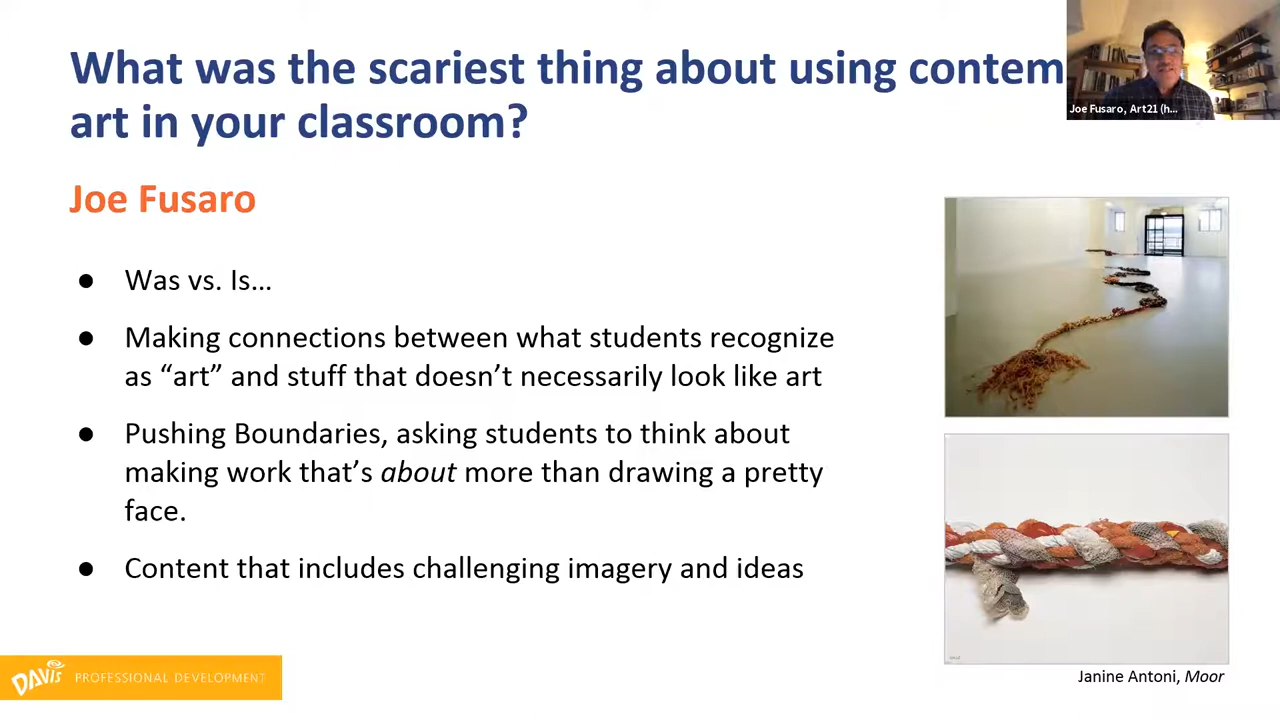 What was the scariest thing about using contem
art in your classroom?
Joe Fusaro, Art21 (h...
Joe Fusaro
● Was vs. Is...
● Making connections between what students recognize
as “art” and stuff that doesn’t necessarily look like art
● Pushing Boundaries, asking students to think about
making work that’s about more than drawing a pretty
face.
● Content that includes challenging imagery and ideas
Janine Antoni, Moor
DAVIS PROFESSIONAL DEVELOPMENT